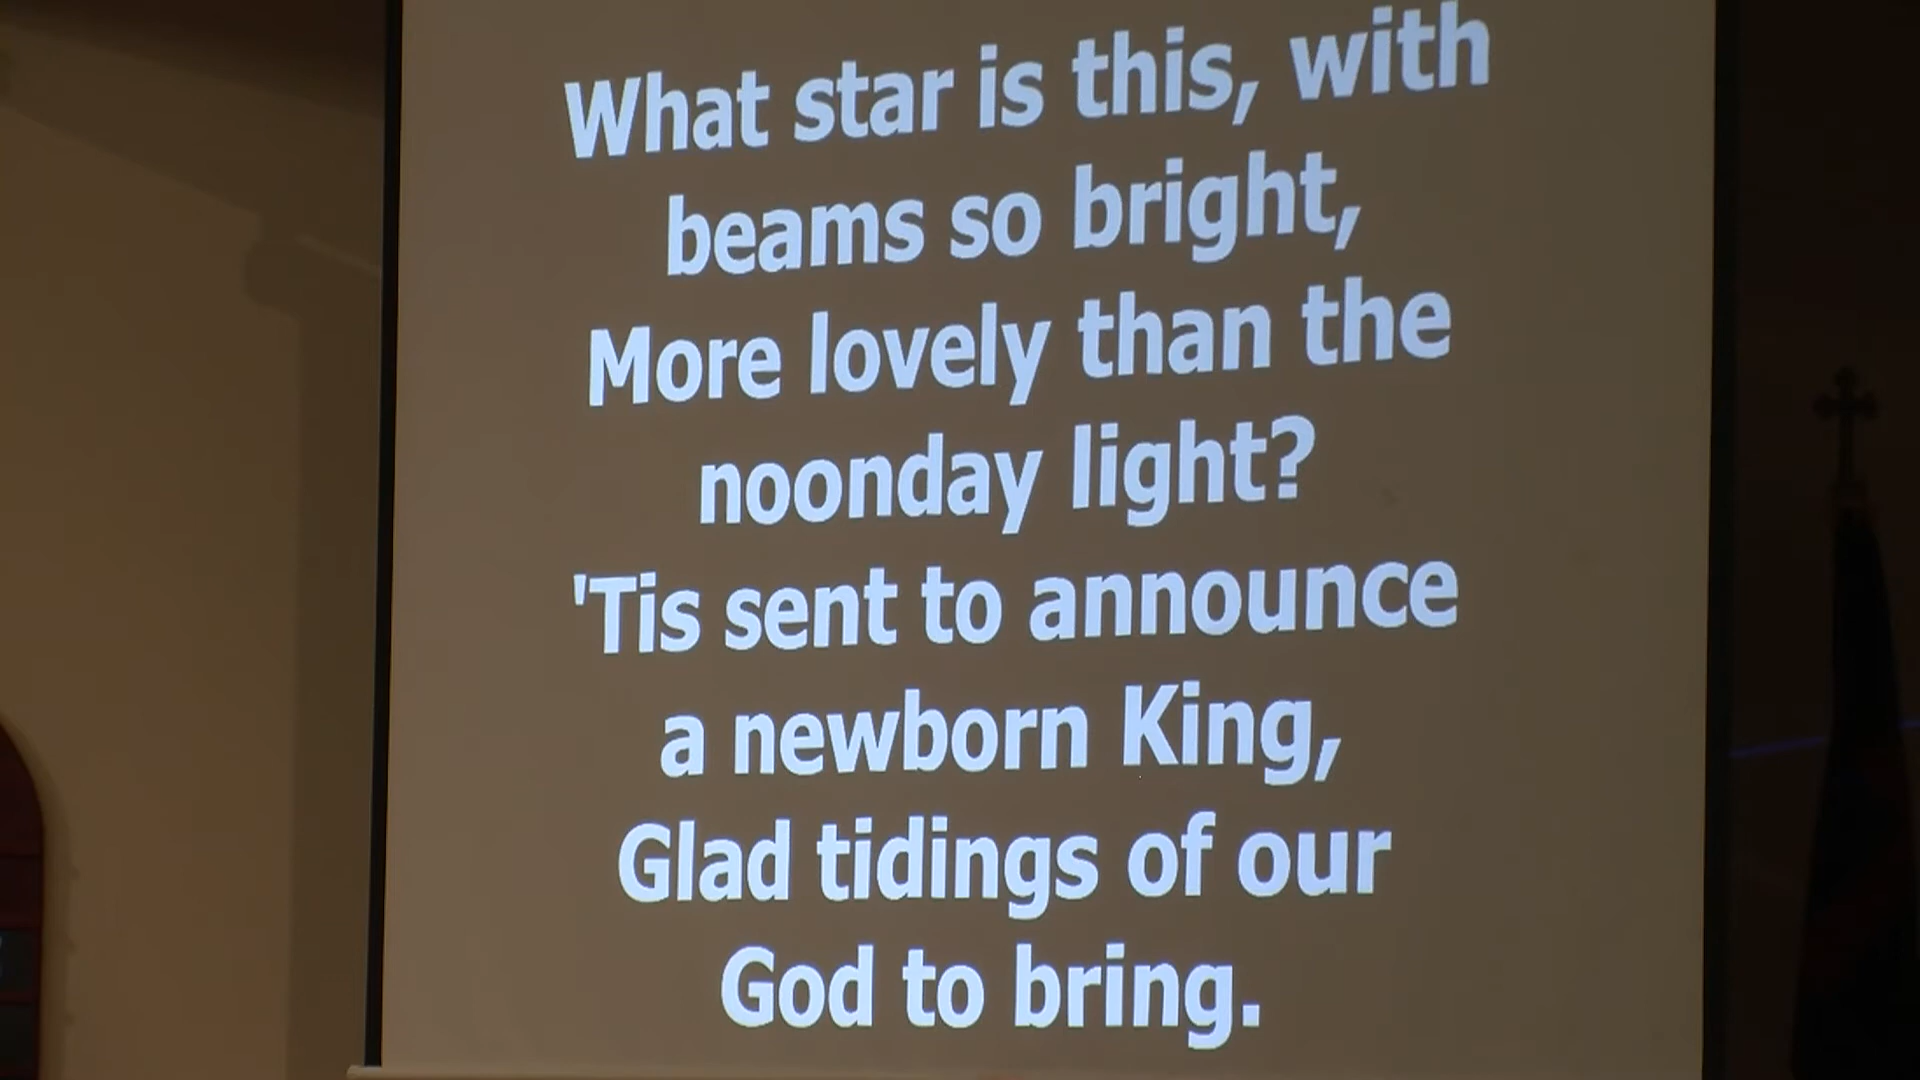 What star is this, with
beams so bright,
More lovely than the
noonday light?
'Tis sent to announce
a newborn King,
Glad tidings of our
God to bring.